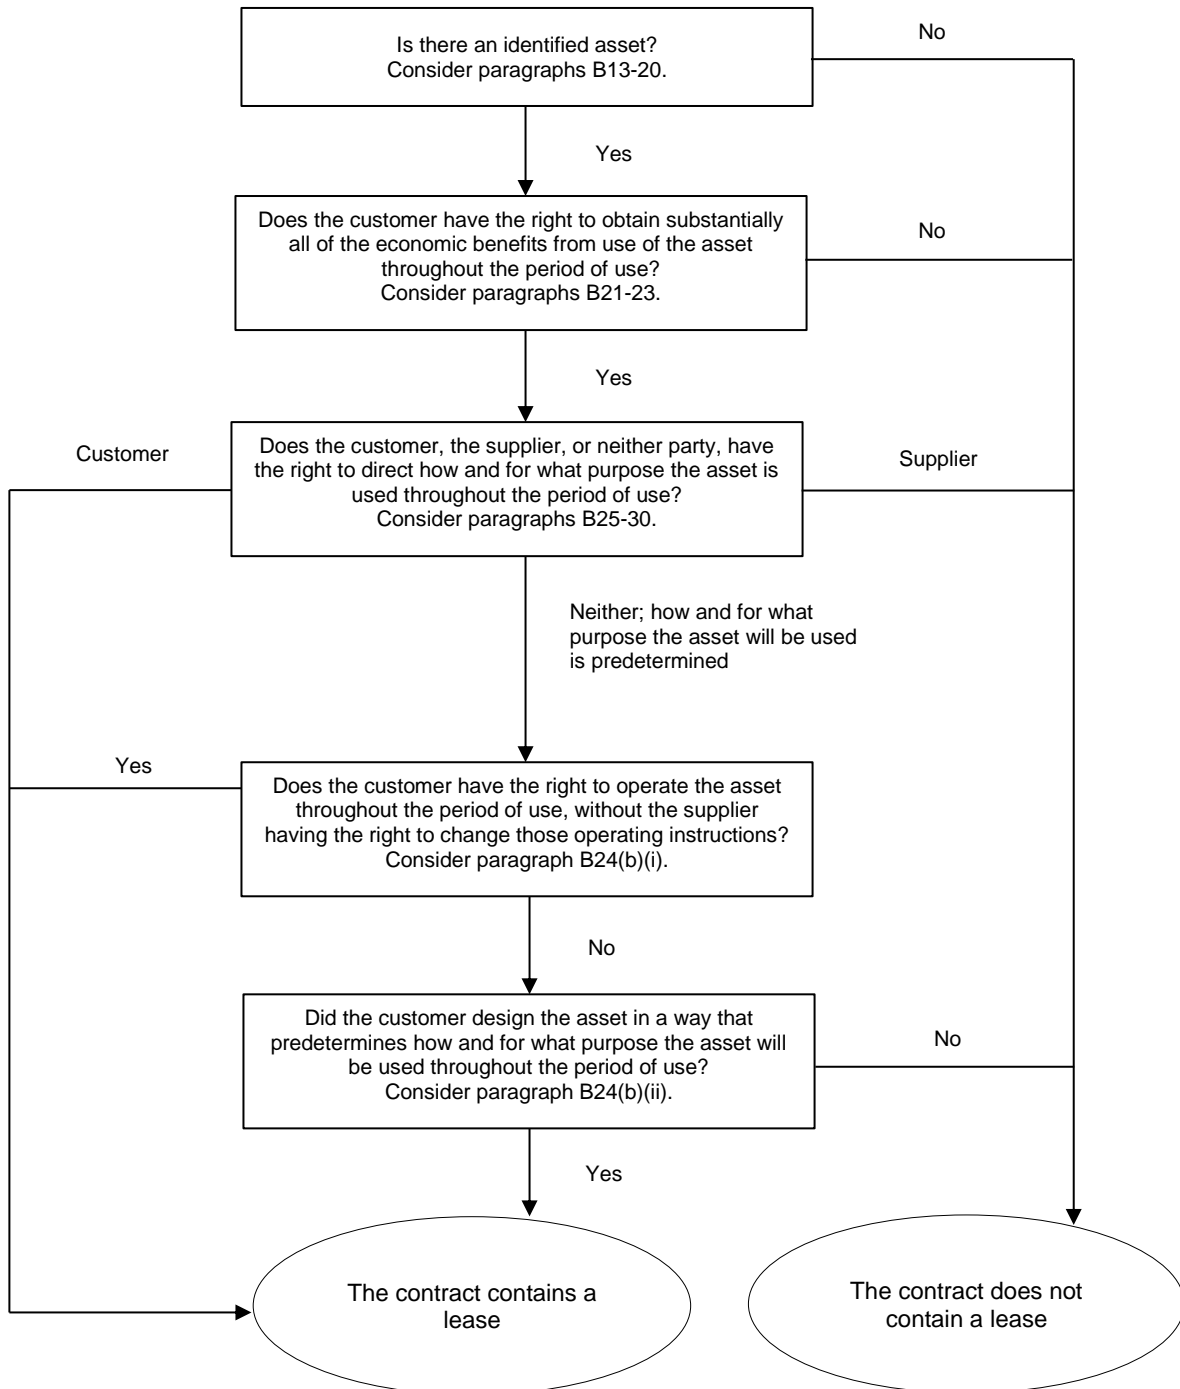 Is there an identified asset?
Consider paragraphs B13-20.
No
Yes
Does the customer have the right to obtain substantially
all of the economic benefits from use of the asset
throughout the period of use?
Consider paragraphs B21-23.
No
Yes
Customer
Does the customer, the supplier, or neither party, have
the right to direct how and for what purpose the asset is
used throughout the period of use?
Consider paragraphs B25-30.
Supplier
Neither; how and for what
purpose the asset will be used
is predetermined
Yes
Does the customer have the right to operate the asset
throughout the period of use, without the supplier
having the right to change those operating instructions?
Consider paragraph B24(b)(i).
No
Did the customer design the asset in a way that
predetermines how and for what purpose the asset will
be used throughout the period of use?
Consider paragraph B24(b)(ii).
No
Yes
The contract contains a
lease
The contract does not
contain a lease